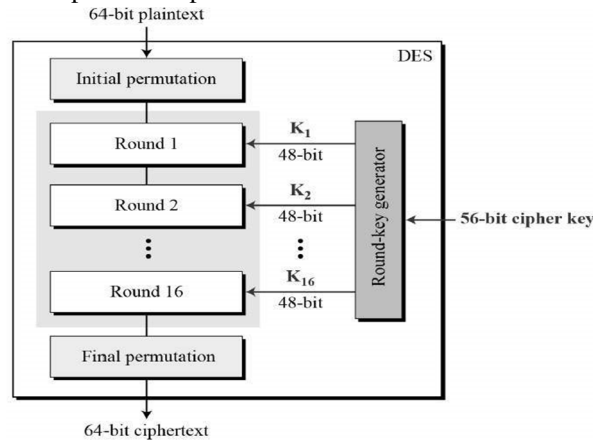 64-bit plaintext
DES
Initial permutation
Round 1
K1
48-bit
Round 2
K2
48-bit
Round 16
K16
48-bit
Round-key generator
56-bit cipher key
Final permutation
64-bit ciphertext